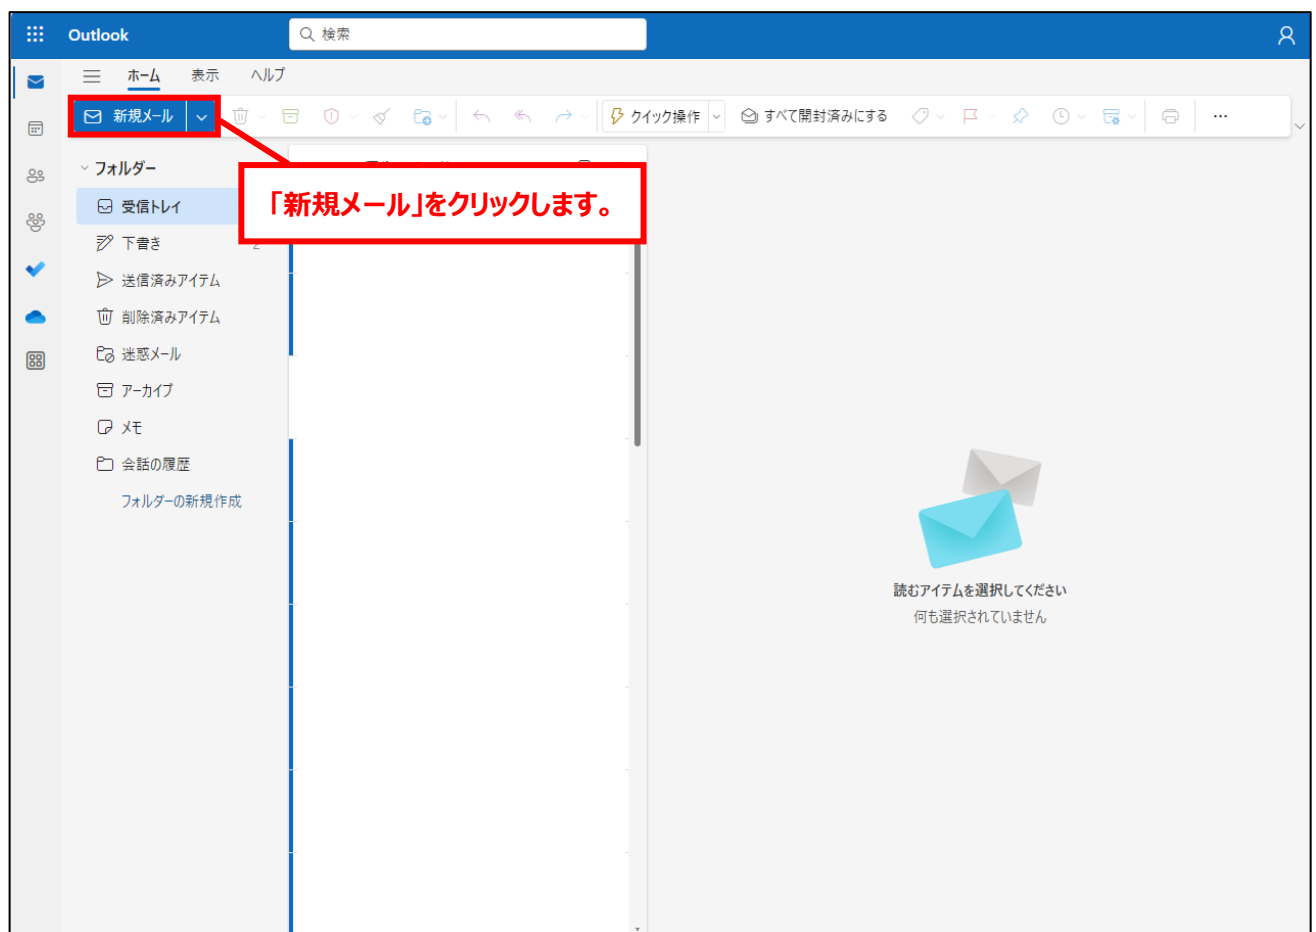 Outlook
検索
ホーム 表示 ヘルプ
新規メール クイック操作 すべて開封済みにする
フォルダー
「新規メール」をクリックします。
受信トレイ
下書き 2
送信済みアイテム
削除済みアイテム
迷惑メール
アーカイブ
メモ
会話の履歴
フォルダーの新規作成
読むアイテムを選択してください
何も選択されていません